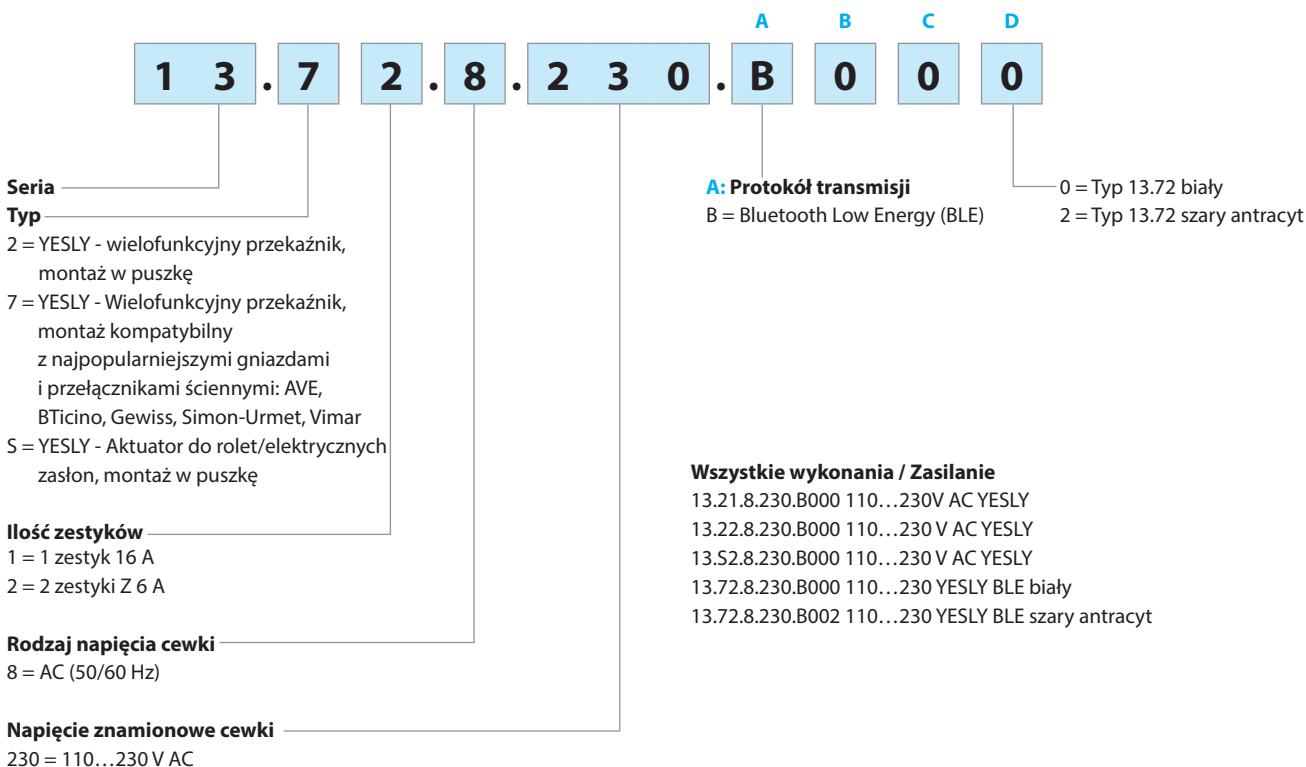 A B C D
1 3 . 7 2 . 8 . 2 3 0 . B 0 0 0
Seria
Typ
2 = YESLY - wielofunkcyjny przekaźnik,
montaż w puszkę
7 = YESLY - Wielofunkcyjny przekaźnik,
montaż kompatybilny
z najpopularniejszymi gniazdami
i przełącznikami ściennymi: AVE,
BTicino, Gewiss, Simon-Urmet, Vimar
S = YESLY - Aktuator do rolet/elektrycznych
zasłon, montaż w puszkę
Ilość zestyków
1 = 1 zestyk 16 A
2 = 2 zestyki Z 6 A
Rodzaj napięcia cewki
8 = AC (50/60 Hz)
Napięcie znamionowe cewki
230 = 110…230 V AC
A: Protokół transmisji
B = Bluetooth Low Energy (BLE)
0 = Typ 13.72 biały
2 = Typ 13.72 szary antracyt
Wszystkie wykonania / Zasilanie
13.21.8.230.B000 110…230V AC YESLY
13.22.8.230.B000 110…230 V AC YESLY
13.S2.8.230.B000 110…230 V AC YESLY
13.72.8.230.B000 110…230 YESLY BLE biały
13.72.8.230.B002 110…230 YESLY BLE szary antracyt